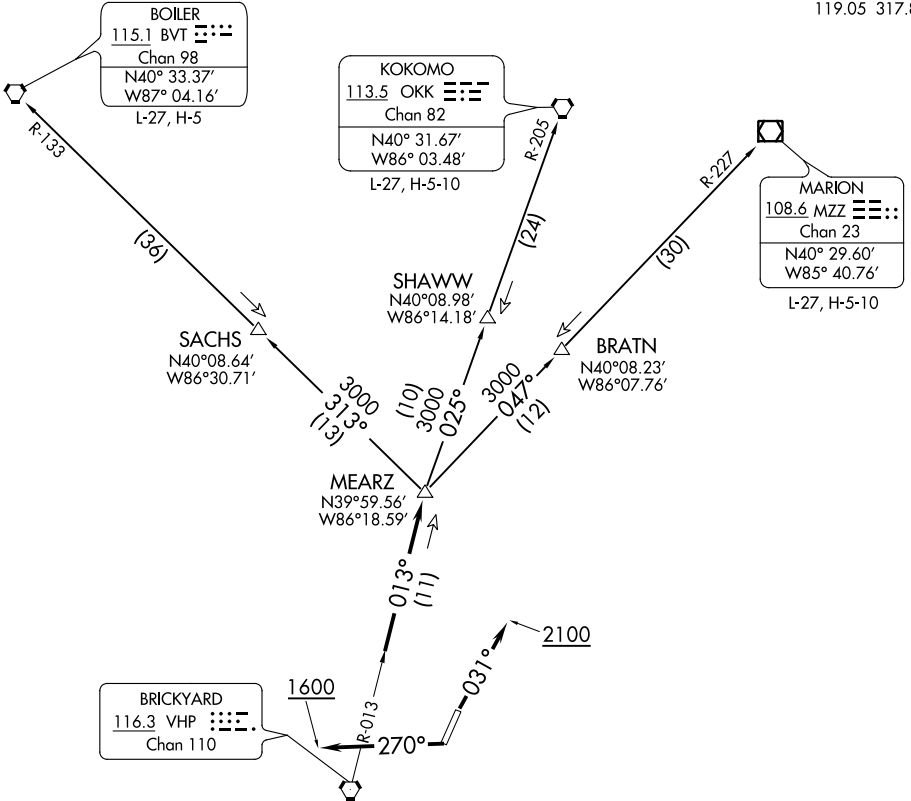 119.05 317.8
BOILER
115.1 BVT
Chan 98
N40° 33.37′
W87° 04.16′
L-27, H-5
KOKOMO
113.5 OKK
Chan 82
N40° 31.67′
W86° 03.48′
L-27, H-5-10
MARION
108.6 MZZ
Chan 23
N40° 29.60′
W85° 40.76′
L-27, H-5-10
R-133
R-205
R-227
(36)
(24)
(30)
SHAWW
N40°08.98′
W86°14.18′
SACHS
N40°08.64′
W86°30.71′
BRATN
N40°08.23′
W86°07.76′
3000
313°
(13)
(10)
3000
025°
3000
047°
(12)
MEARZ
N39°59.56′
W86°18.59′
013°
(11)
2100
031°
1600
R-013
270°
BRICKYARD
116.3 VHP
Chan 110